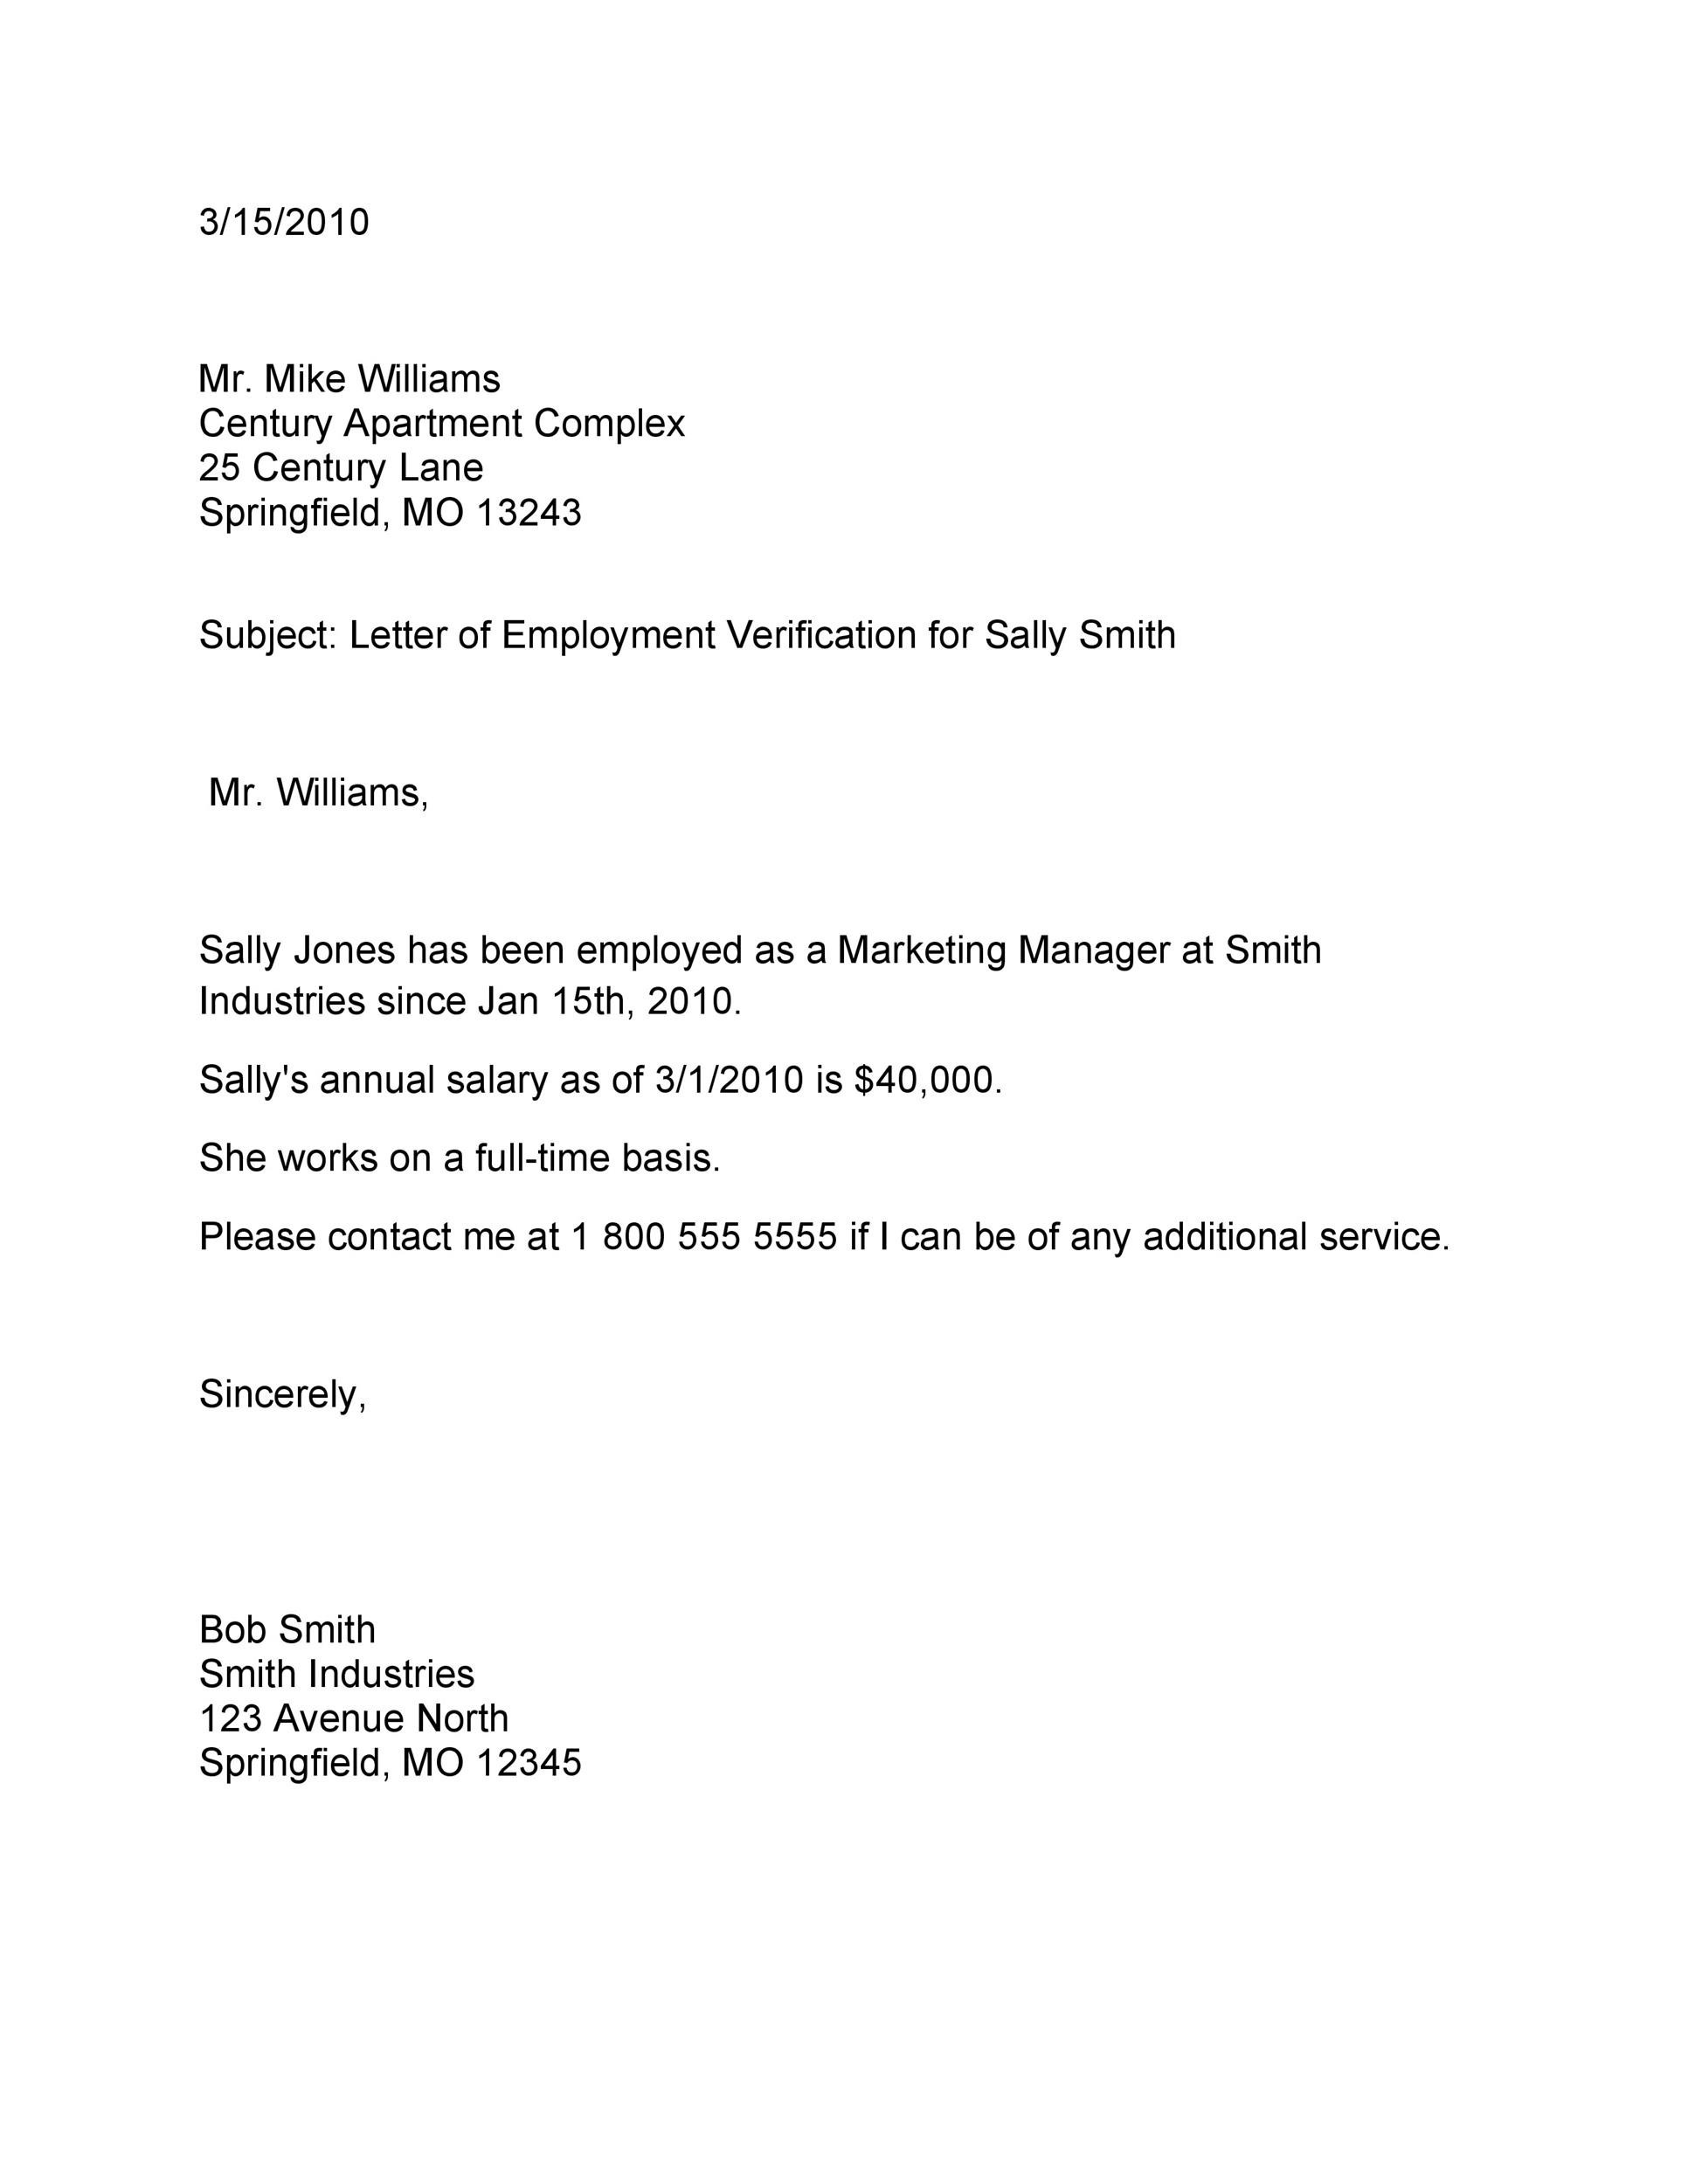 3/15/2010
Mr. Mike Williams
Century Apartment Complex
25 Century Lane
Springfield, MO 13243
Subject: Letter of Employment Verification for Sally Smith
Mr. Williams,
Sally Jones has been employed as a Marketing Manager at Smith
Industries since Jan 15th, 2010.
Sally's annual salary as of 3/1/2010 is $40,000.
She works on a full-time basis.
Please contact me at 1 800 555 5555 if I can be of any additional service.
Sincerely,
Bob Smith
Smith Industries
123 Avenue North
Springfield, MO 12345